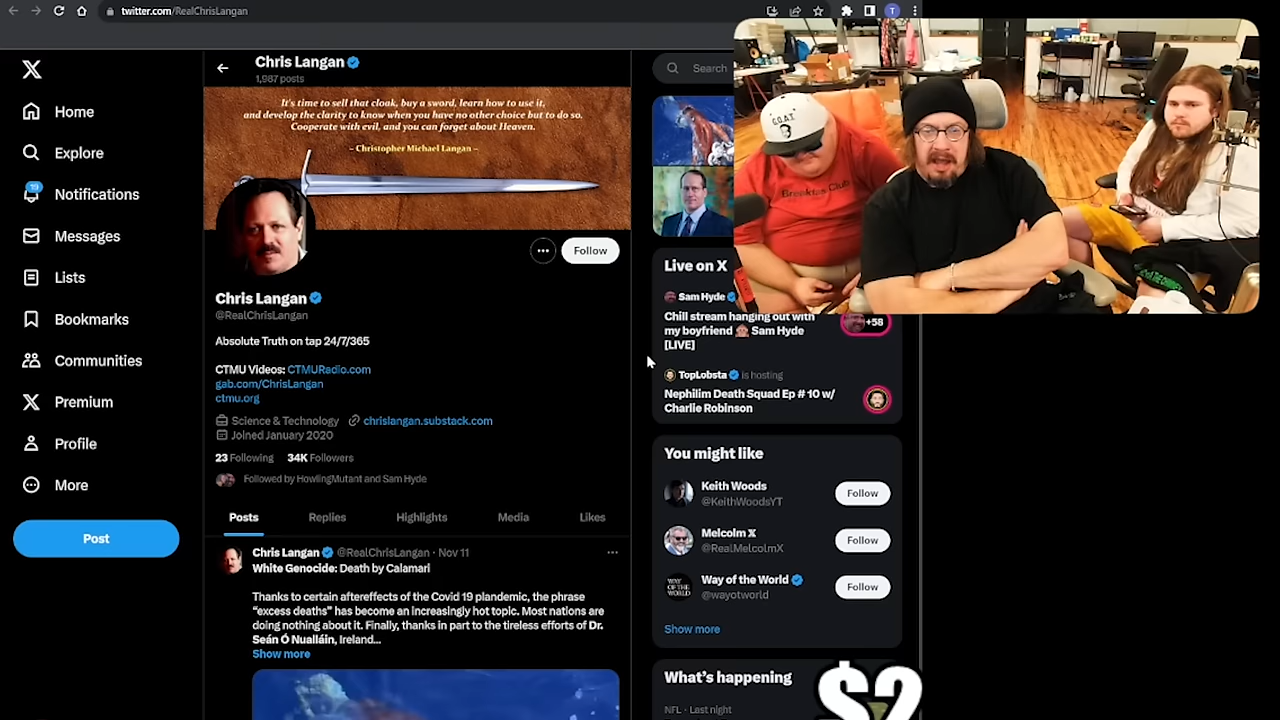 twitter.com/RealChrisLangan
T
Chris Langan
1,987 posts
Search
It's time to sell that cloak, buy a sword, learn how to use it,
and develop the clarity to know when you have no other choice but to do so.
Cooperate with evil, and you can forget about Heaven.
– Christopher Michael Langan –
Home
Explore
19
Notifications
Messages
Lists
Bookmarks
Communities
Premium
Profile
More
Post
Follow
Chris Langan
@RealChrisLangan
Absolute Truth on tap 24/7/365
CTMU Videos: CTMURadio.com
gab.com/ChrisLangan
ctmu.org
Science & Technology chrislangan.substack.com
Joined January 2020
23 Following 34K Followers
Followed by HowlingMutant and Sam Hyde
Posts Replies Highlights Media Likes
Chris Langan @RealChrisLangan · Nov 11
White Genocide: Death by Calamari
Thanks to certain aftereffects of the Covid 19 plandemic, the phrase
"excess deaths" has become an increasingly hot topic. Most nations are
doing nothing about it. Finally, thanks in part to the tireless efforts of Dr.
Seán Ó Nualláin, Ireland...
Show more
G.O.A.T.
Breakfas Club
Live on X
Sam Hyde
Chill stream hanging out with
my boyfriend Sam Hyde
[LIVE]
+58
TopLobsta is hosting
Nephilim Death Squad Ep # 10 w/
Charlie Robinson
You might like
Keith Woods
@KeithWoodsYT
Follow
Melcolm X
@RealMelcolmX
Follow
WAY
OF THE
WORLD
Way of the World
@wayotworld
Follow
Show more
What's happening
NFL · Last night
$2